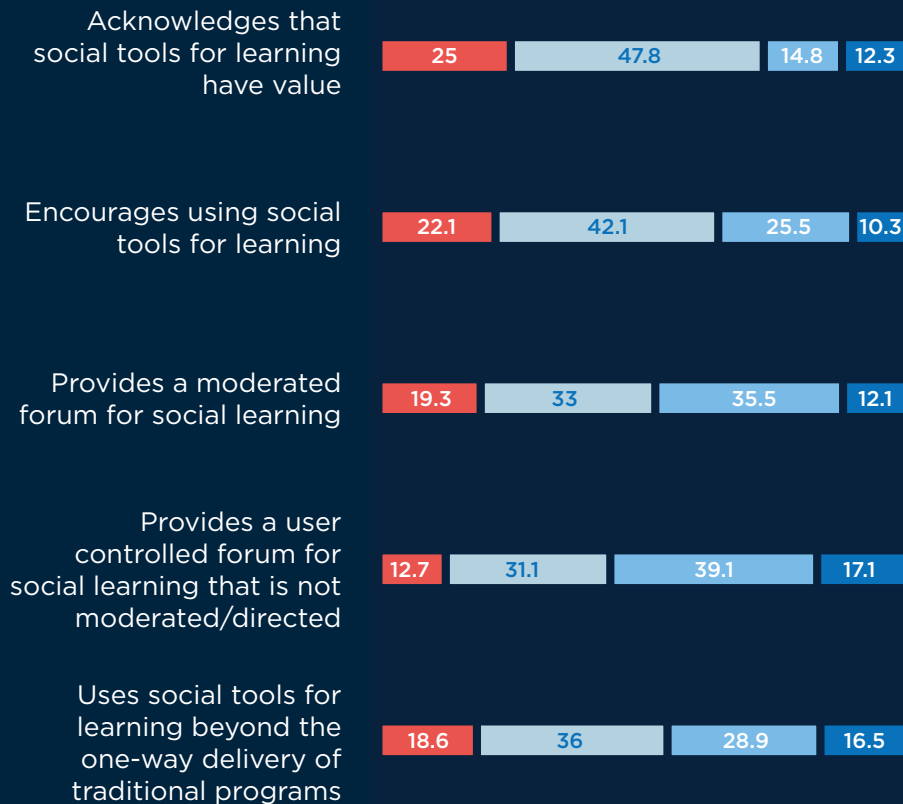 Acknowledges that
social tools for learning
have value
25 47.8 14.8 12.3
Encourages using social
tools for learning
22.1 42.1 25.5 10.3
Provides a moderated
forum for social learning
19.3 33 35.5 12.1
Provides a user
controlled forum for
social learning that is not
moderated/directed
12.7 31.1 39.1 17.1
Uses social tools for
learning beyond the
one-way delivery of
traditional programs
18.6 36 28.9 16.5